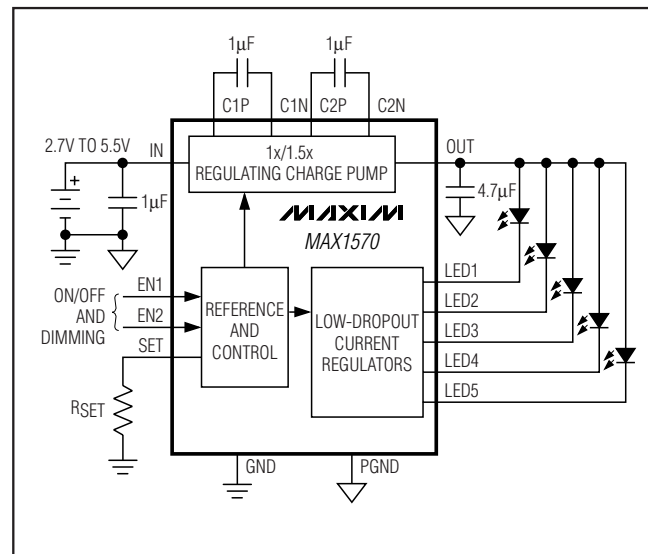 1µF 1µF
C1P C1N C2P C2N
2.7V TO 5.5V IN OUT
1x/1.5x
REGULATING CHARGE PUMP
+
1µF
4.7µF
MAXIM
MAX1570
LED1
EN1
LED2
ON/OFF
AND
DIMMING
EN2
REFERENCE
AND
CONTROL
LOW-DROPOUT
CURRENT
REGULATORS
LED3
SET
LED4
LED5
RSET
GND PGND